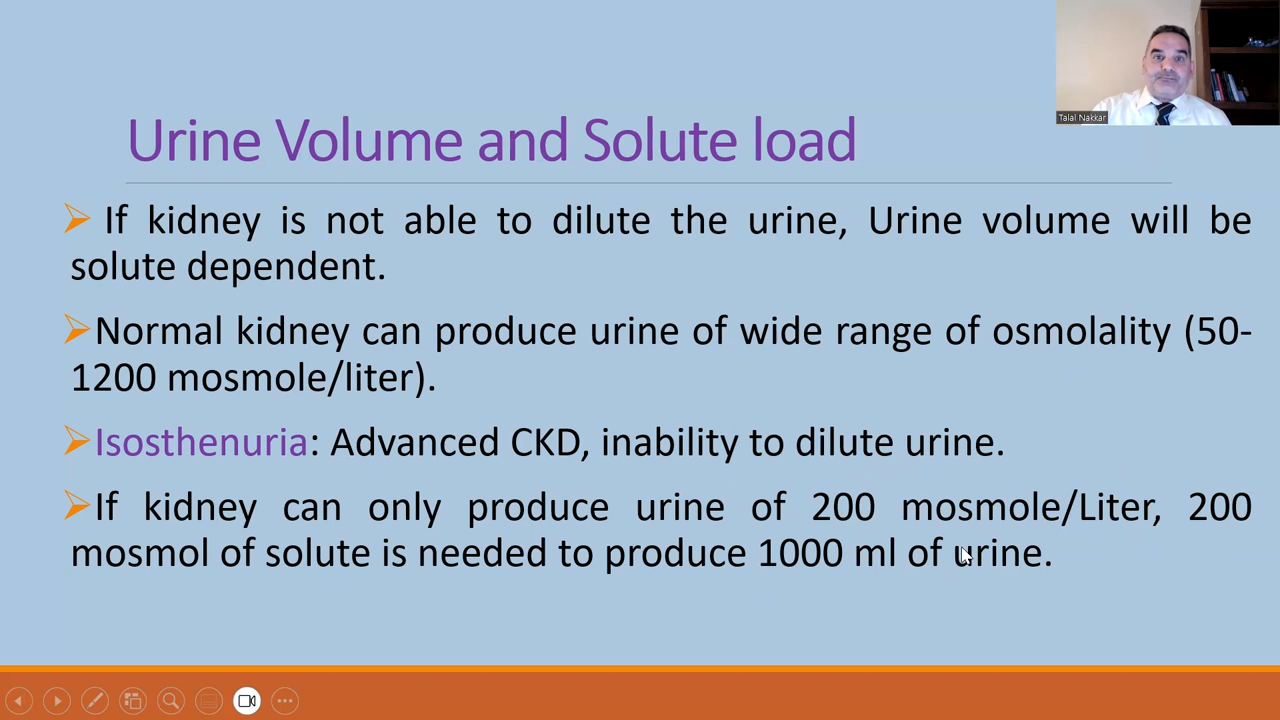 Talal Nakkar
Urine Volume and Solute load
If kidney is not able to dilute the urine, Urine volume will be
solute dependent.
Normal kidney can produce urine of wide range of osmolality (50-
1200 mosmole/liter).
Isosthenuria: Advanced CKD, inability to dilute urine.
If kidney can only produce urine of 200 mosmole/Liter, 200
mosmol of solute is needed to produce 1000 ml of urine.